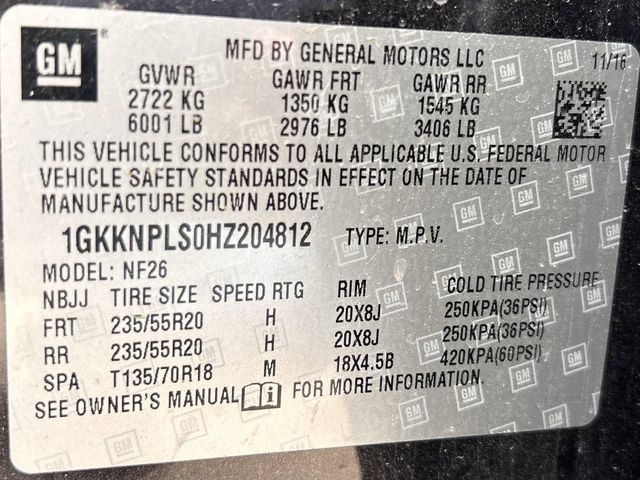 GM
MFD BY GENERAL MOTORS LLC 11/16
GVWR GAWR FRT GAWR RR
2722 KG 1350 KG 1545 KG
6001 LB 2976 LB 3406 LB
THIS VEHICLE CONFORMS TO ALL APPLICABLE U.S. FEDERAL MOTOR
VEHICLE SAFETY STANDARDS IN EFFECT ON THE DATE OF
MANUFACTURE SHOWN ABOVE.
1GKKNPLS0HZ204812 TYPE: M.P.V.
MODEL: NF26
NBJJ TIRE SIZE SPEED RTG RIM COLD TIRE PRESSURE
FRT 235/55R20 H 20X8J 250KPA(36PSI)
RR 235/55R20 H 20X8J 250KPA(36PSI)
SPA T135/70R18 M 18X4.5B 420KPA(60PSI)
SEE OWNER'S MANUAL FOR MORE INFORMATION.